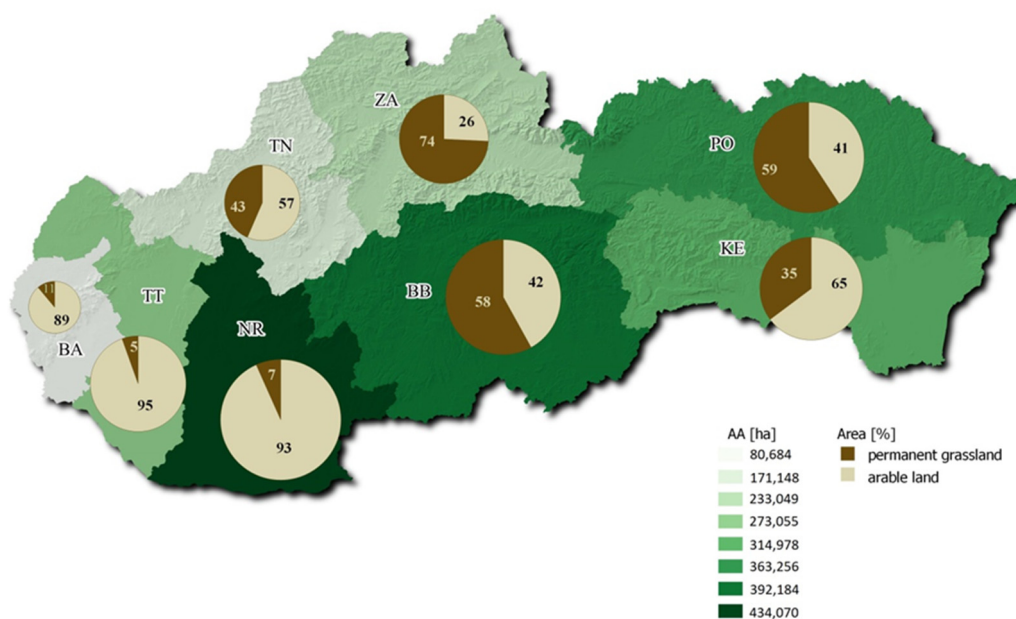 ZA
26
74
TN
43
57
PO
41
59
KE
35
65
BB
42
58
TT
5
95
11
89
BA
NR
7
93
AA [ha]
80,684
171,148
233,049
273,055
314,978
363,256
392,184
434,070
Area [%]
permanent grassland
arable land